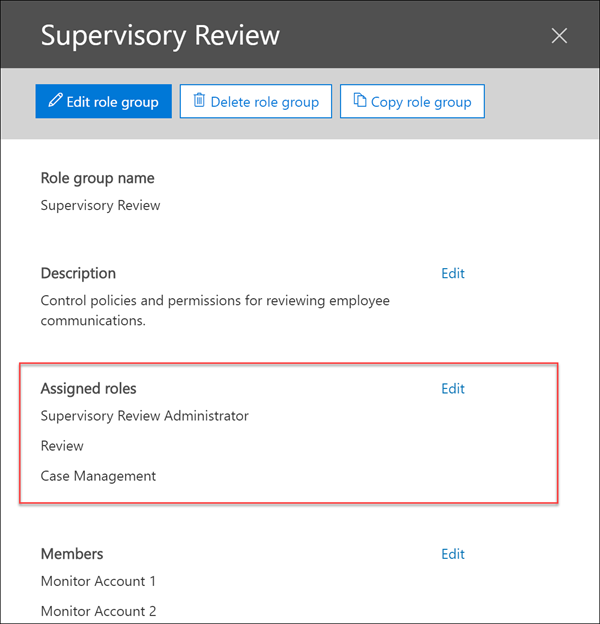 Supervisory Review
Edit role group
Delete role group
Copy role group
Role group name
Supervisory Review
Description
Edit
Control policies and permissions for reviewing employee
communications.
Assigned roles
Edit
Supervisory Review Administrator
Review
Case Management
Members
Edit
Monitor Account 1
Monitor Account 2